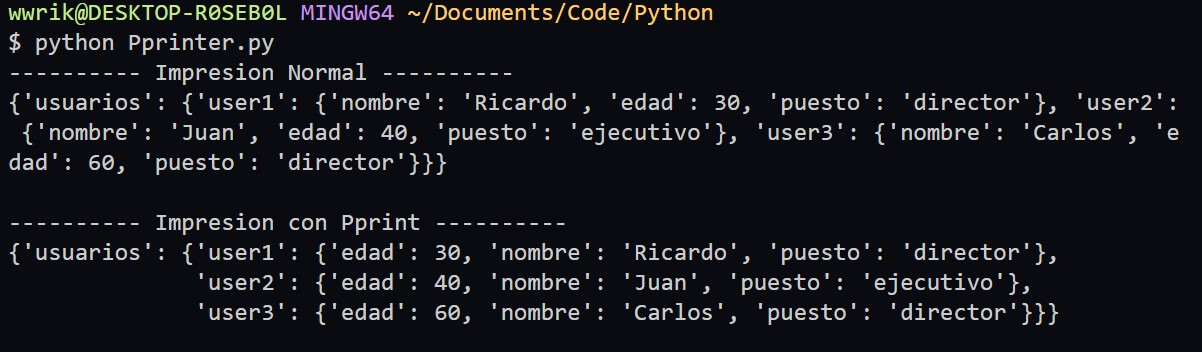 wwrik@DESKTOP-R0SEB0L MINGW64 ~/Documents/Code/Python
$ python Pprinter.py
---------- Impresion Normal ----------
{'usuarios': {'user1': {'nombre': 'Ricardo', 'edad': 30, 'puesto': 'director'}, 'user2':
 {'nombre': 'Juan', 'edad': 40, 'puesto': 'ejecutivo'}, 'user3': {'nombre': 'Carlos', 'e
dad': 60, 'puesto': 'director'}}}

---------- Impresion con Pprint ----------
{'usuarios': {'user1': {'edad': 30, 'nombre': 'Ricardo', 'puesto': 'director'},
              'user2': {'edad': 40, 'nombre': 'Juan', 'puesto': 'ejecutivo'},
              'user3': {'edad': 60, 'nombre': 'Carlos', 'puesto': 'director'}}}